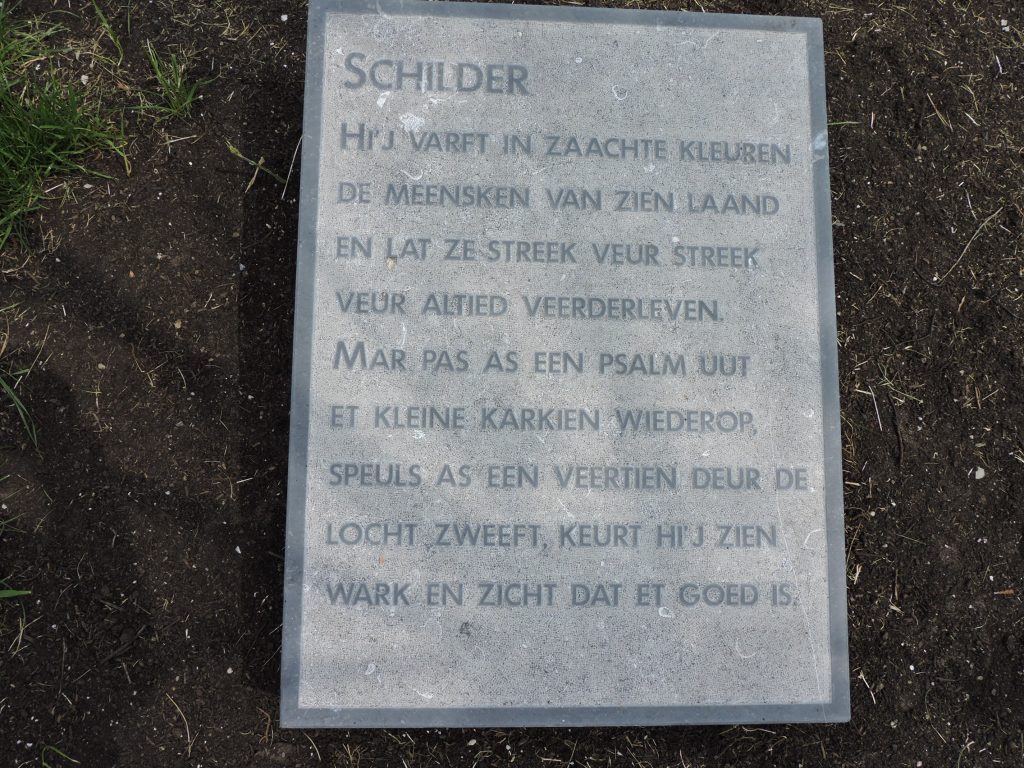 Schilder
Hi'j varft in zaachte kleuren
de meensken van zien laand
en lat ze streek veur streek
veur altied veerderleven.
Mar pas as een psalm uut
et kleine karkien wiederop,
speuls as een veertien deur de
locht zweeft, keurt hi'j zien
wark en zicht dat et goed is.